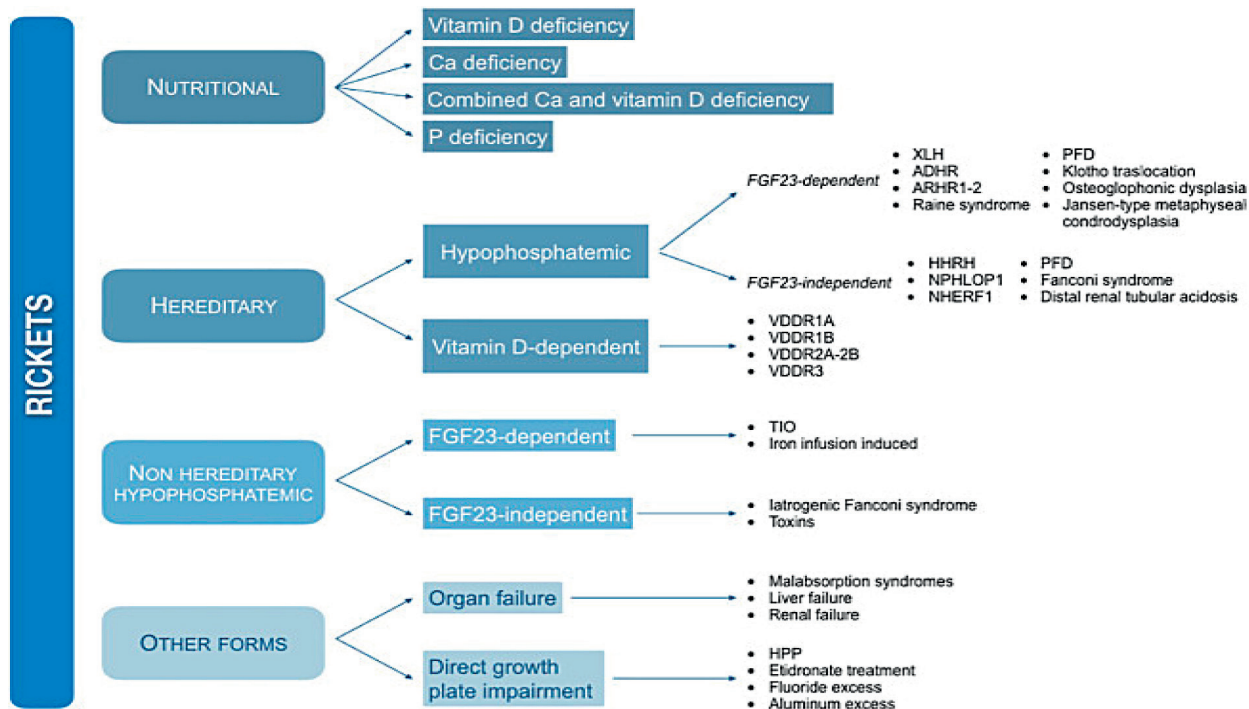 RICKETS
NUTRITIONAL
Vitamin D deficiency
Ca deficiency
Combined Ca and vitamin D deficiency
P deficiency
HEREDITARY
Hypophosphatemic
FGF23-dependent
• XLH
• ADHR
• ARHR1-2
• Raine syndrome
• PFD
• Klotho traslocation
• Osteoglophonic dysplasia
• Jansen-type metaphyseal
condrodysplasia
FGF23-independent
• HHRH
• NPHLOP1
• NHERF1
• PFD
• Fanconi syndrome
• Distal renal tubular acidosis
Vitamin D-dependent
• VDDR1A
• VDDR1B
• VDDR2A-2B
• VDDR3
NON HEREDITARY
HYPOPHOSPHATEMIC
FGF23-dependent
• TIO
• Iron infusion induced
FGF23-independent
• Iatrogenic Fanconi syndrome
• Toxins
OTHER FORMS
Organ failure
• Malabsorption syndromes
• Liver failure
• Renal failure
Direct growth
plate impairment
• HPP
• Etidronate treatment
• Fluoride excess
• Aluminum excess